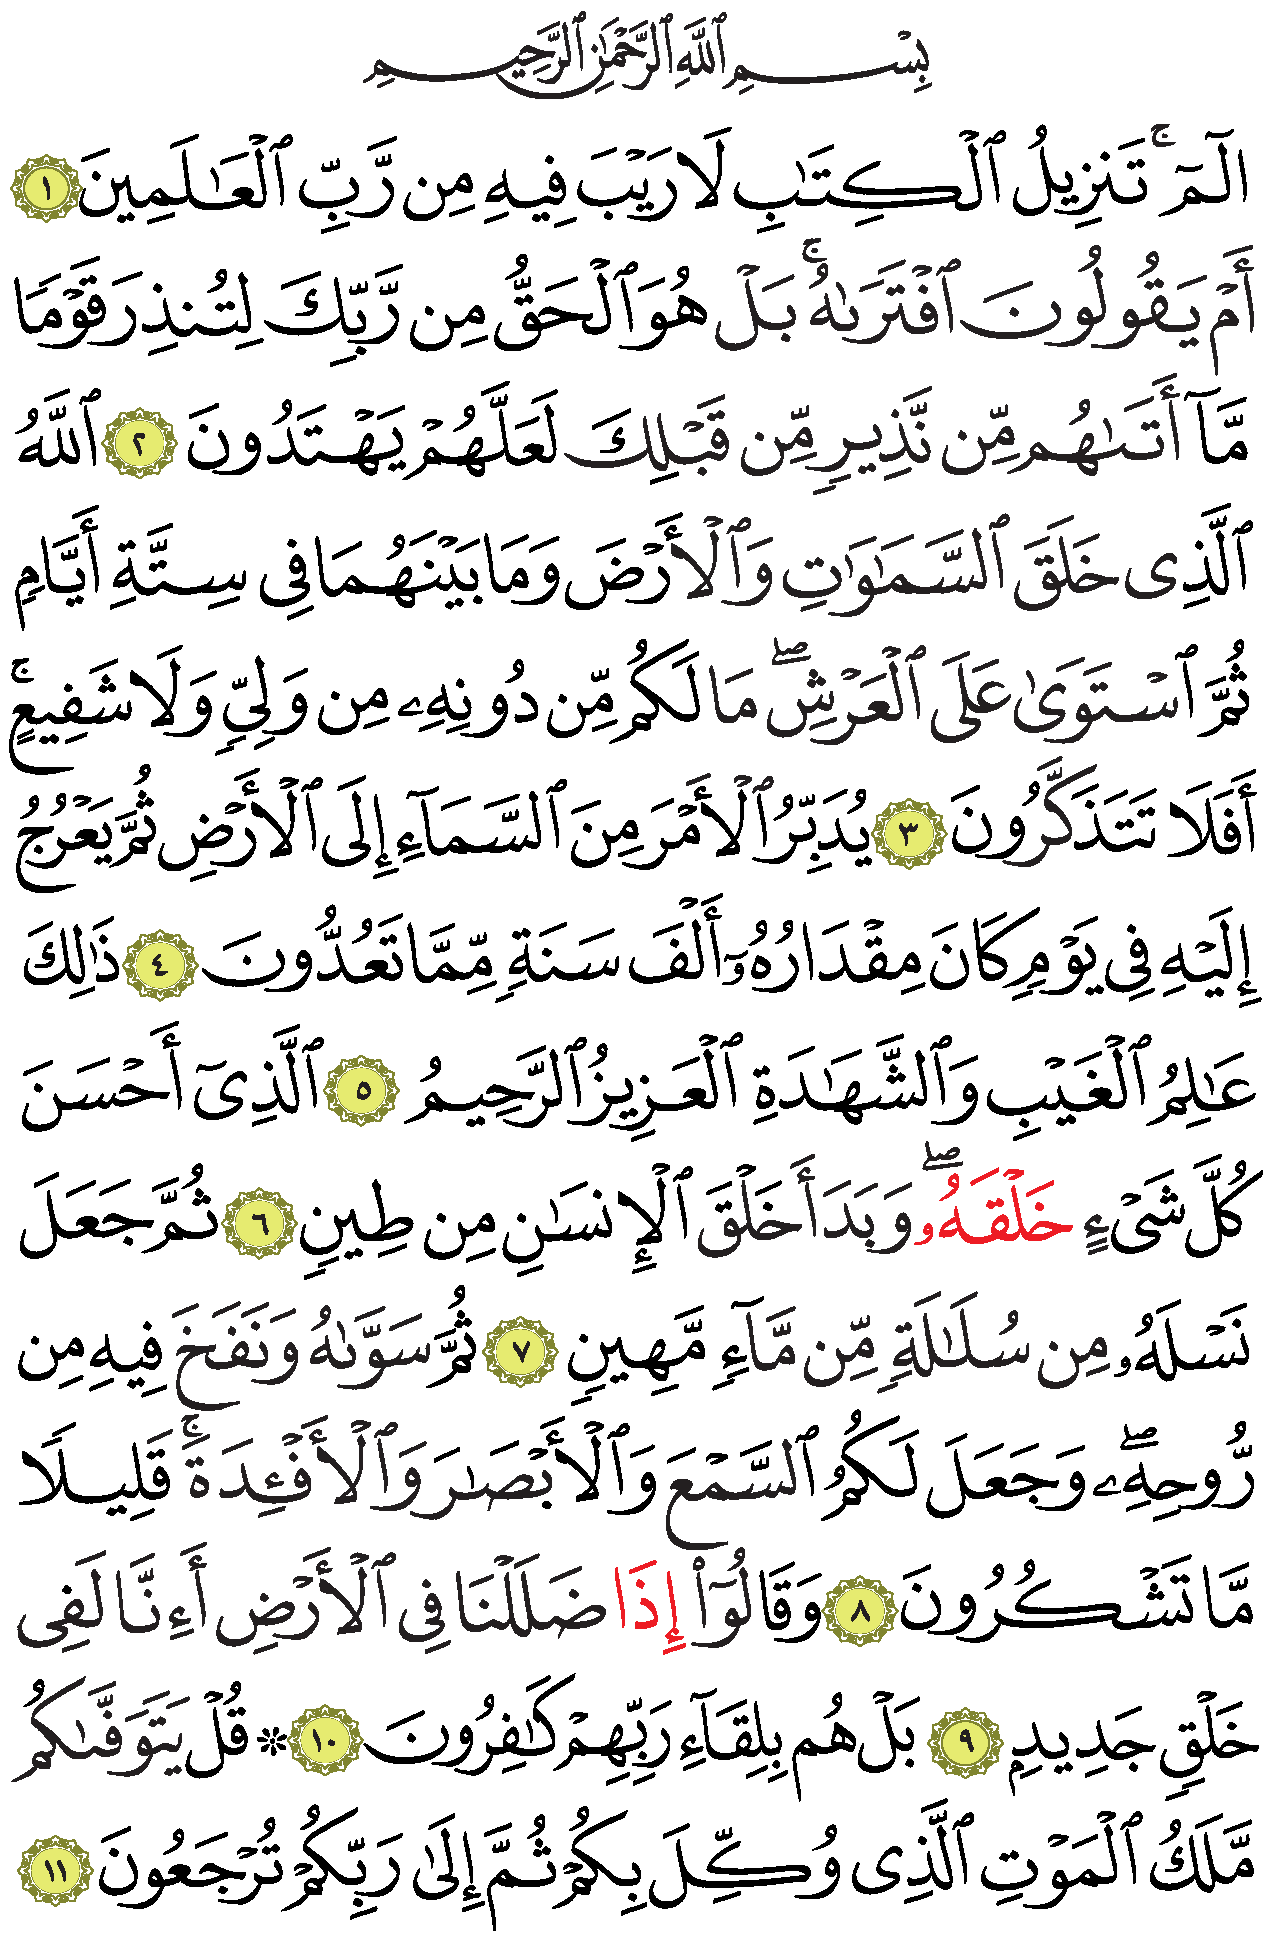 بِسْمِ ٱللَّهِ ٱلرَّحْمَٰنِ ٱلرَّحِيمِ
الٓمٓ ۚ تَنزِيلُ ٱلْكِتَٰبِ لَا رَيْبَ فِيهِ مِن رَّبِّ ٱلْعَٰلَمِينَ ١
أَمْ يَقُولُونَ ٱفْتَرَىٰهُ ۚ بَلْ هُوَ ٱلْحَقُّ مِن رَّبِّكَ لِتُنذِرَ قَوْمًا
مَّآ أَتَىٰهُم مِّن نَّذِيرٍ مِّن قَبْلِكَ لَعَلَّهُمْ يَهْتَدُونَ ٢ ٱللَّهُ
ٱلَّذِى خَلَقَ ٱلسَّمَٰوَٰتِ وَٱلْأَرْضَ وَمَا بَيْنَهُمَا فِى سِتَّةِ أَيَّامٍ
ثُمَّ ٱسْتَوَىٰ عَلَى ٱلْعَرْشِ ۖ مَا لَكُم مِّن دُونِهِۦ مِن وَلِىٍّ وَلَا شَفِيعٍ ۚ
أَفَلَا تَتَذَكَّرُونَ ٣ يُدَبِّرُ ٱلْأَمْرَ مِنَ ٱلسَّمَآءِ إِلَى ٱلْأَرْضِ ثُمَّ يَعْرُجُ
إِلَيْهِ فِى يَوْمٍ كَانَ مِقْدَارُهُۥٓ أَلْفَ سَنَةٍ مِّمَّا تَعُدُّونَ ٤ ذَٰلِكَ
عَٰلِمُ ٱلْغَيْبِ وَٱلشَّهَٰدَةِ ٱلْعَزِيزُ ٱلرَّحِيمُ ٥ ٱلَّذِىٓ أَحْسَنَ
كُلَّ شَىْءٍ خَلْقَهُۥ ۖ وَبَدَأَ خَلْقَ ٱلْإِنسَٰنِ مِن طِينٍ ٦ ثُمَّ جَعَلَ
نَسْلَهُۥ مِن سُلَٰلَةٍ مِّن مَّآءٍ مَّهِينٍ ٧ ثُمَّ سَوَّىٰهُ وَنَفَخَ فِيهِ مِن
رُّوحِهِۦ ۖ وَجَعَلَ لَكُمُ ٱلسَّمْعَ وَٱلْأَبْصَٰرَ وَٱلْأَفْـِٔدَةَ ۚ قَلِيلًا
مَّا تَشْكُرُونَ ٨ وَقَالُوٓا۟ إِذَا ضَلَلْنَا فِى ٱلْأَرْضِ أَءِنَّا لَفِى
خَلْقٍ جَدِيدٍ ٩ بَلْ هُم بِلِقَآءِ رَبِّهِمْ كَٰفِرُونَ ١٠ ۞ قُلْ يَتَوَفَّىٰكُم
مَّلَكُ ٱلْمَوْتِ ٱلَّذِى وُكِّلَ بِكُمْ ثُمَّ إِلَىٰ رَبِّكُمْ تُرْجَعُونَ ١١